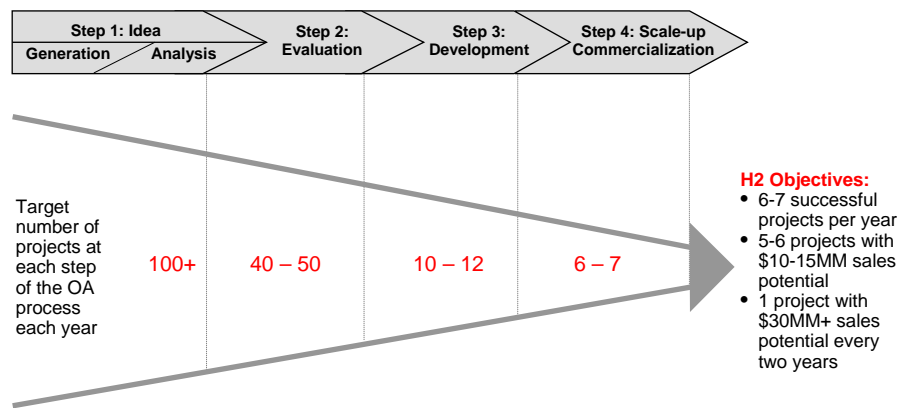 Step 1: Idea
Generation
Analysis
Step 2:
Evaluation
Step 3:
Development
Step 4: Scale-up
Commercialization
Target
number of
projects at
each step
of the OA
process
each year
100+
40 – 50
10 – 12
6 – 7
H2 Objectives:
• 6-7 successful
projects per year
• 5-6 projects with
$10-15MM sales
potential
• 1 project with
$30MM+ sales
potential every
two years